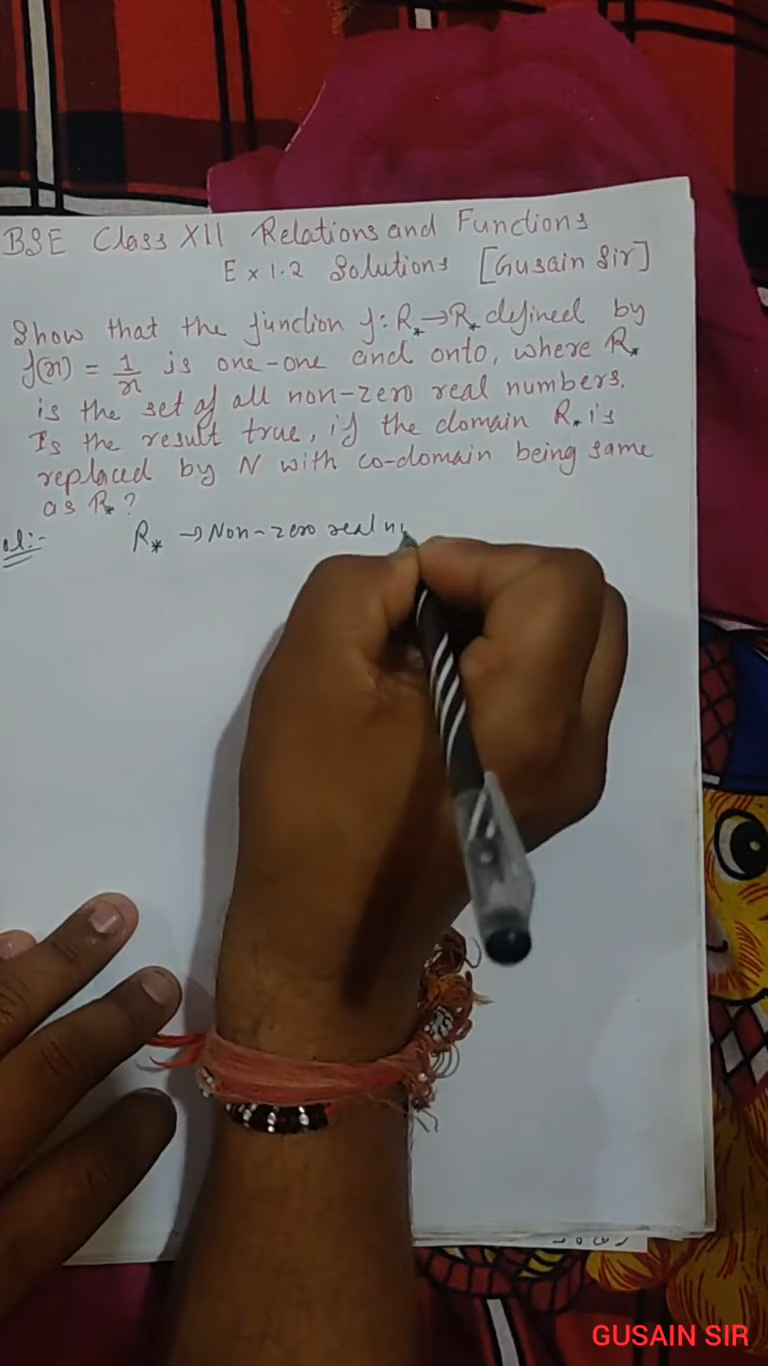 BSE Class XII Relations and Functions
Ex 1.2 Solutions [Gusain Sir]
Show that the function f: R* → R* defined by
f(x) = 1/x is one-one and onto, where R*
is the set of all non-zero real numbers.
Is the result true, if the domain R* is
replaced by N with co-domain being same
as R* ?
ol:- R* → Non-zero real nu
GUSAIN SIR